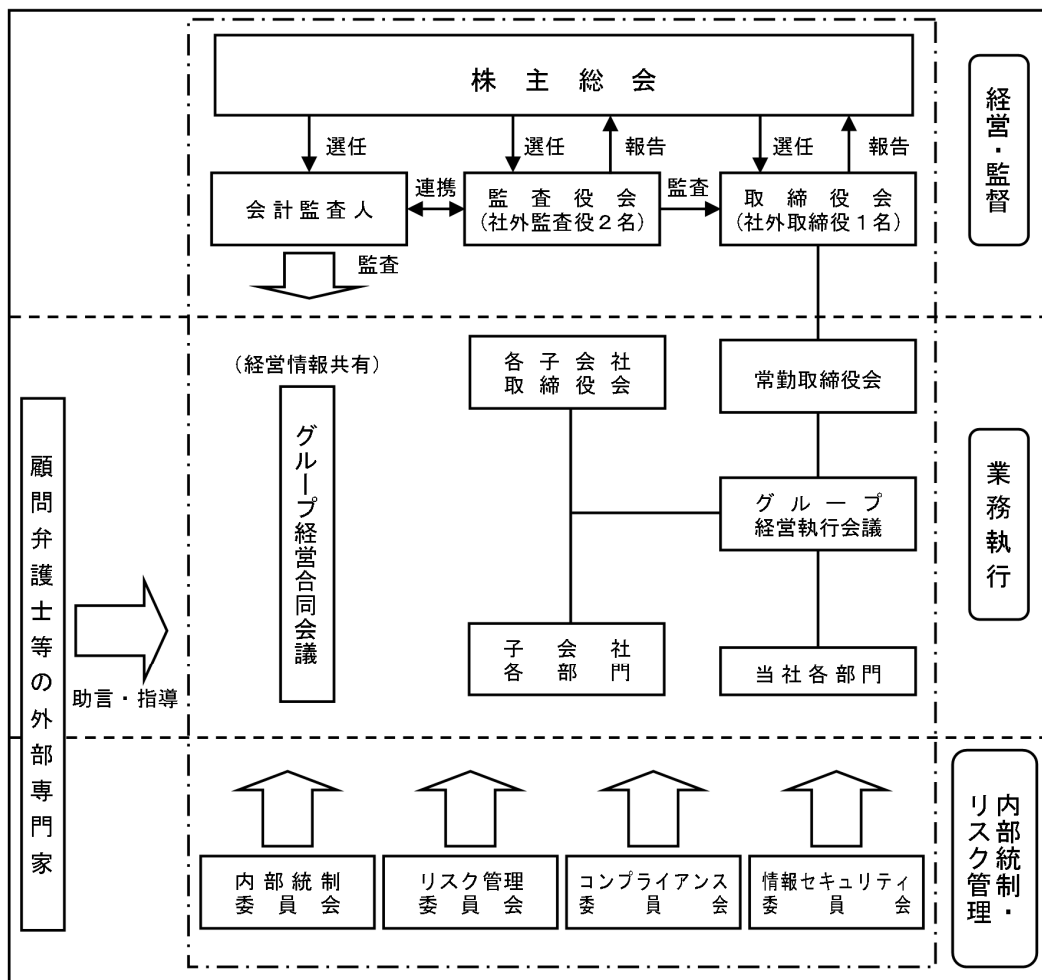 株主総会
経営・監督
選任
選任
報告
選任
報告
会計監査人
連携
監査役会
(社外監査役2名)
監査
取締役会
(社外取締役1名)
監査
(経営情報共有)
各子会社
取締役会
常勤取締役会
グループ経営合同会議
グループ
経営執行会議
業務執行
顧問弁護士等の外部専門家
助言・指導
子会社
各部門
当社各部門
内部統制・
リスク管理
内部統制
委員会
リスク管理
委員会
コンプライアンス
委員会
情報セキュリティ
委員会